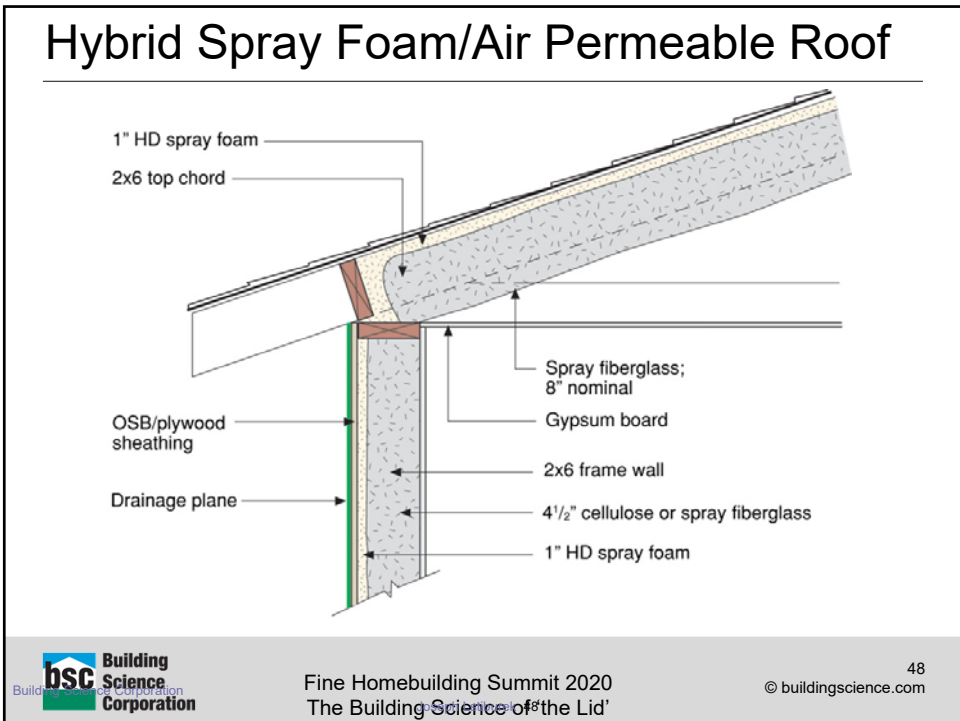 Hybrid Spray Foam/Air Permeable Roof
1” HD spray foam
2x6 top chord
Spray fiberglass;
8” nominal
Gypsum board
OSB/plywood
sheathing
2x6 frame wall
Drainage plane
4½” cellulose or spray fiberglass
1” HD spray foam
bsc Building
Science
Corporation
Building Science Corporation
Fine Homebuilding Summit 2020
The Building Science of ‘the Lid’
48
© buildingscience.com